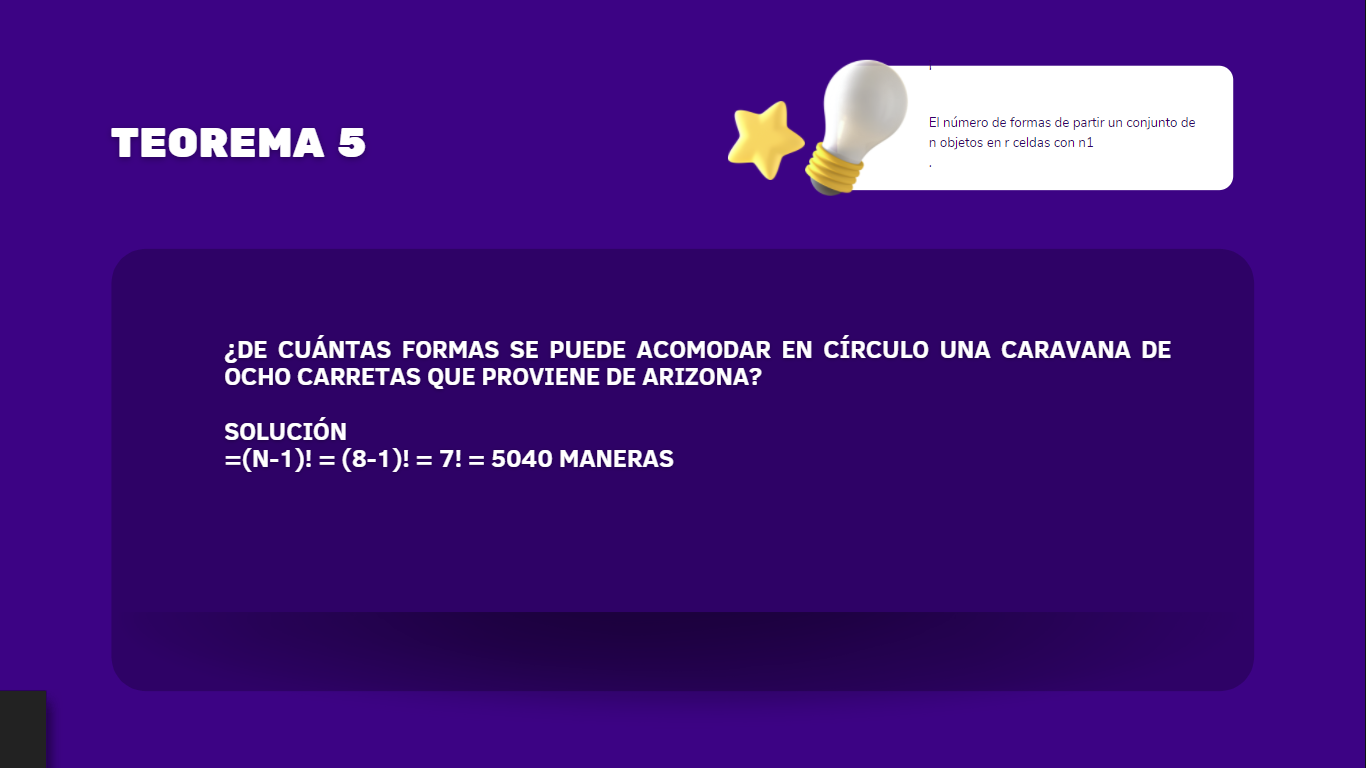 TEOREMA 5
El número de formas de partir un conjunto de
n objetos en r celdas con n1
.
¿DE CUÁNTAS FORMAS SE PUEDE ACOMODAR EN CÍRCULO UNA CARAVANA DE
OCHO CARRETAS QUE PROVIENE DE ARIZONA?
SOLUCIÓN
=(N-1)! = (8-1)! = 7! = 5040 MANERAS